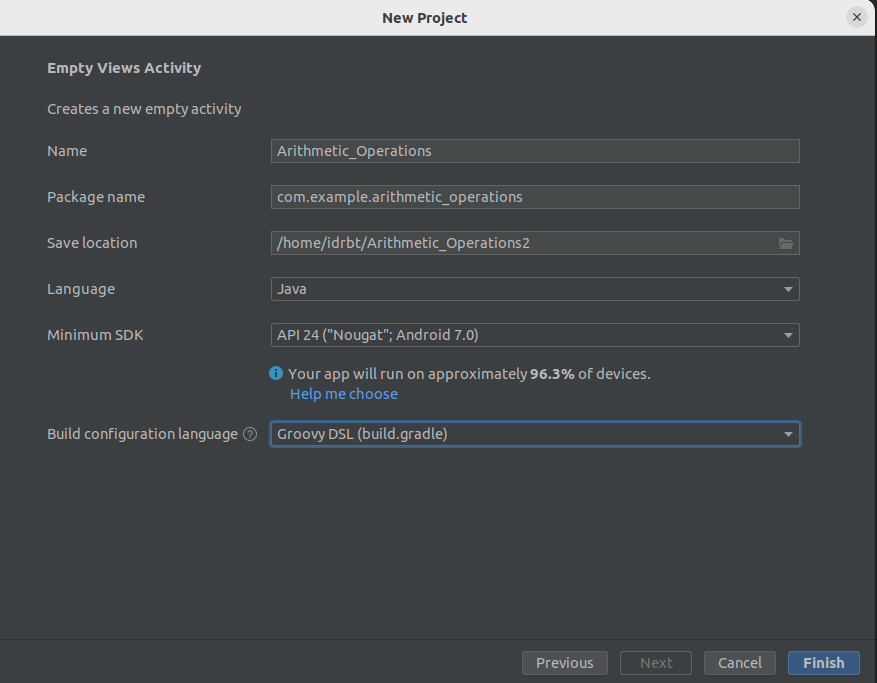 New Project
Empty Views Activity
Creates a new empty activity
Name Arithmetic_Operations
Package name com.example.arithmetic_operations
Save location /home/idrbt/Arithmetic_Operations2
Language Java
Minimum SDK API 24 ("Nougat"; Android 7.0)
Your app will run on approximately 96.3% of devices.
Help me choose
Build configuration language ? Groovy DSL (build.gradle)
Previous Next Cancel Finish